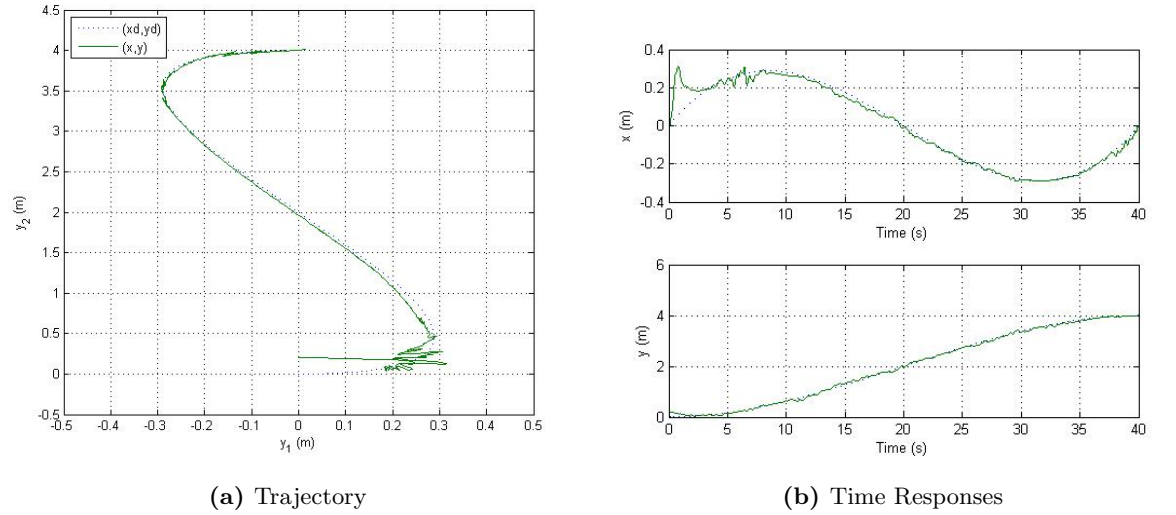 (xd,yd)
(x,y)
4.5
4
3.5
3
2.5
2
1.5
1
0.5
0
-0.5
y₂ (m)
-0.5 -0.4 -0.3 -0.2 -0.1 0 0.1 0.2 0.3 0.4 0.5
y₁ (m)
(a) Trajectory
0.4
0.2
0
-0.2
-0.4
x (m)
0 5 10 15 20 25 30 35 40
Time (s)
6
4
2
0
y (m)
0 5 10 15 20 25 30 35 40
Time (s)
(b) Time Responses